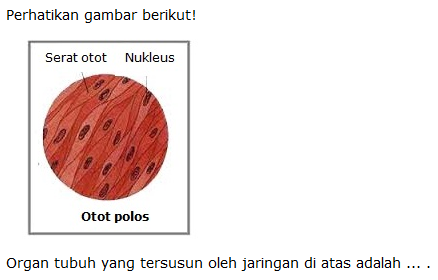 Perhatikan gambar berikut!
Serat otot Nukleus
Otot polos
Organ tubuh yang tersusun oleh jaringan di atas adalah ... .